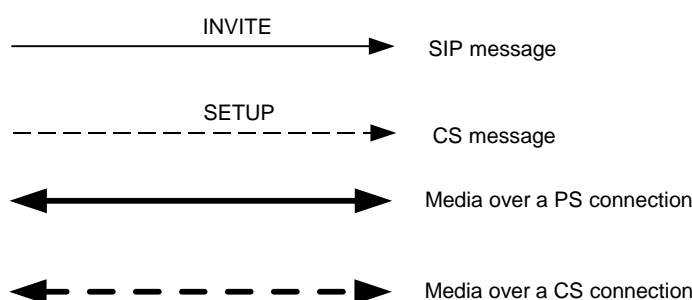 INVITE
SIP message
SETUP
CS message
Media over a PS connection
Media over a CS connection